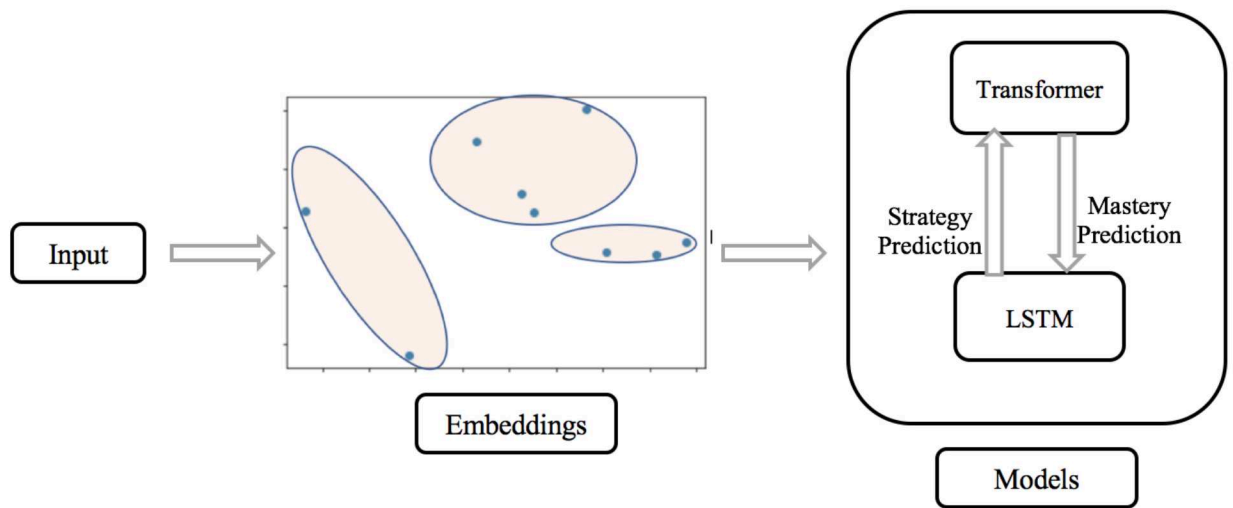 Input
Embeddings
Transformer
Strategy
Prediction
Mastery
Prediction
LSTM
Models